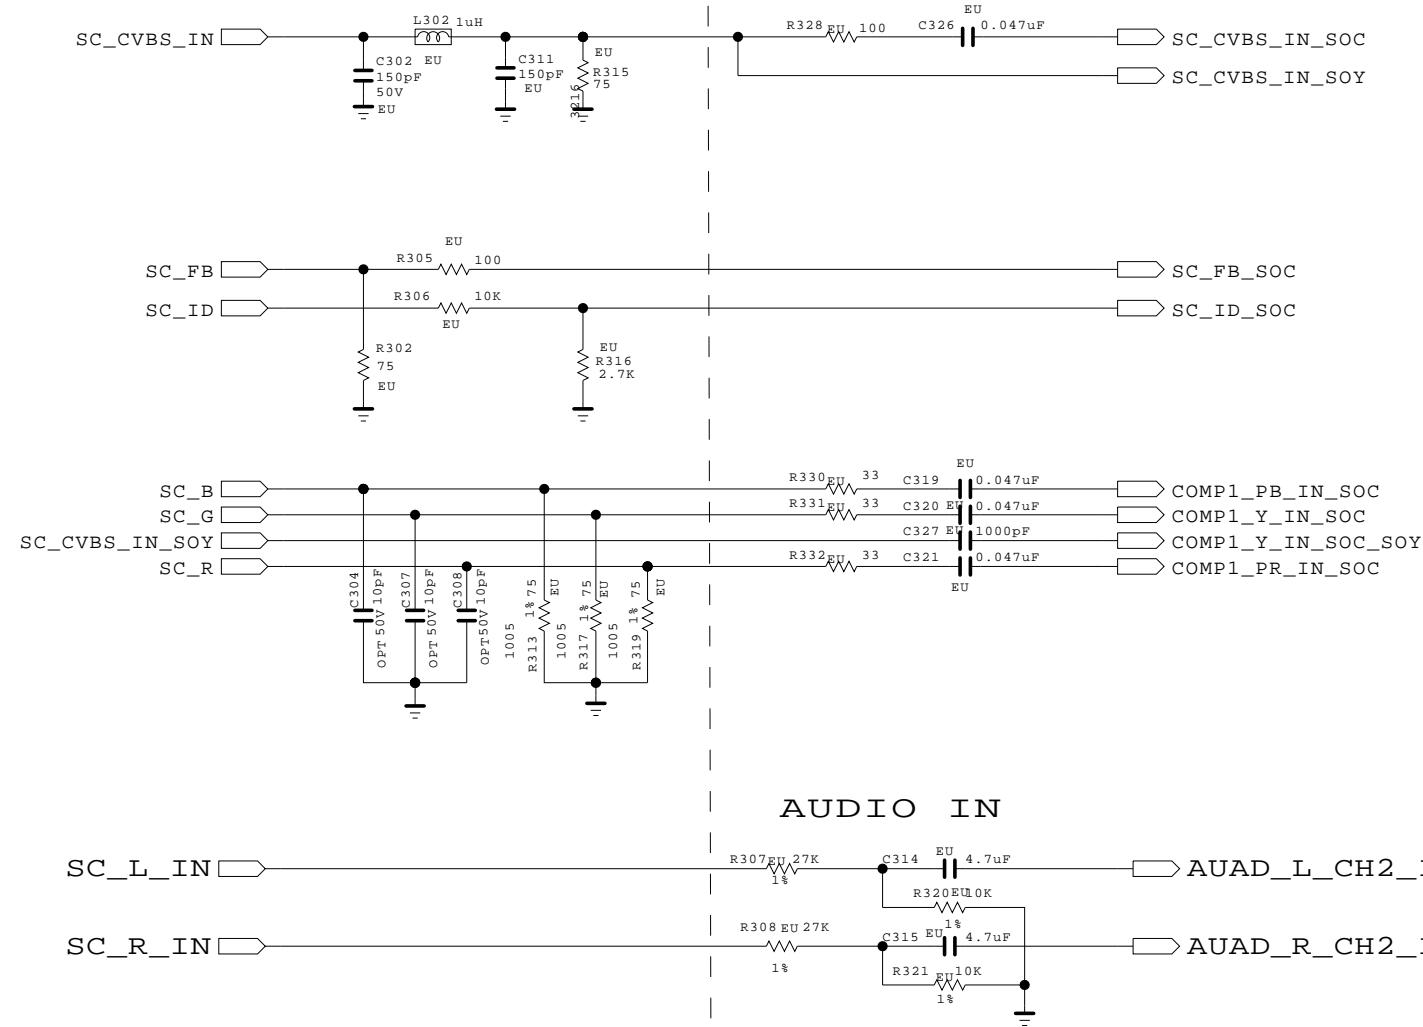 EU
L302 1uH
R328 EU 100
C326 0.047uF
SC_CVBS_IN
SC_CVBS_IN_SOC
EU
C302
150pF
50V
EU
C311
150pF
EU
EU
R315
75
3216
SC_CVBS_IN_SOY
EU
R305 100
SC_FB
SC_FB_SOC
R306 10K
EU
SC_ID
SC_ID_SOC
R302
75
EU
EU
R316
2.7K
EU
R330 EU 33 C319 0.047uF
SC_B
COMP1_PB_IN_SOC
R331 EU 33 C320 EU 0.047uF
SC_G
COMP1_Y_IN_SOC
C327 EU 1000pF
SC_CVBS_IN_SOY
COMP1_Y_IN_SOC_SOY
R332 EU 33 C321 0.047uF
EU
SC_R
COMP1_PR_IN_SOC
C304
OPT 50V 10pF
C307
OPT 50V 10pF
C308
OPT 50V 10pF
1005
R313 1% 75
EU
1005
R317 1% 75
EU
1005
R319 1% 75
EU
AUDIO IN
SC_L_IN
R307 EU 27K
1%
C314 EU 4.7uF
AUAD_L_CH2_
R320 EU 10K
1%
SC_R_IN
R308 EU 27K
1%
C315 EU 4.7uF
AUAD_R_CH2_
R321 EU 10K
1%